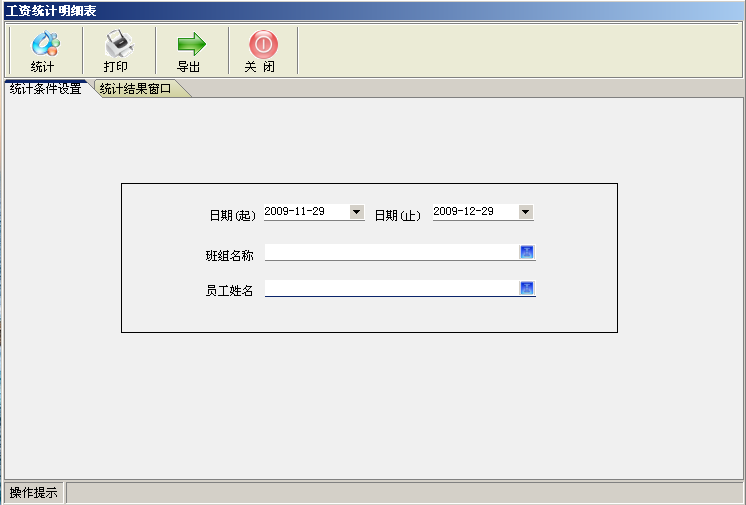 工资统计明细表
统计 打印 导出 关 闭
统计条件设置 统计结果窗口
日期(起) 2009-11-29 日期(止) 2009-12-29
班组名称
员工姓名
操作提示